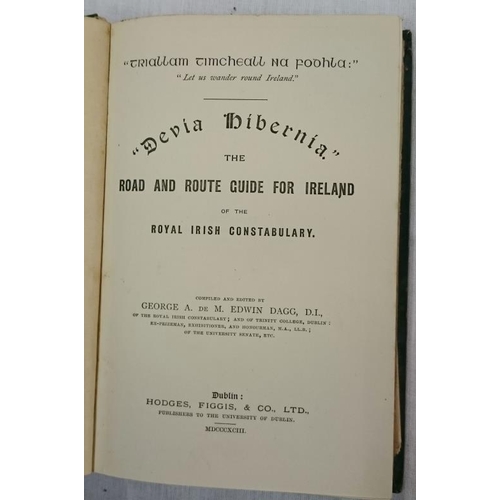 "Triallam timcheall na Fodhla:"
"Let us wander round Ireland."
"Devia Hibernia."
THE
ROAD AND ROUTE GUIDE FOR IRELAND
OF THE
ROYAL IRISH CONSTABULARY.
COMPILED AND EDITED BY
GEORGE A. DE M. EDWIN DAGG, D.I.,
OF THE ROYAL IRISH CONSTABULARY; AND OF TRINITY COLLEGE, DUBLIN:
EX-PRIZEMAN, EXHIBITIONER, AND HONOURMAN, M.A., LL.B.;
OF THE UNIVERSITY SENATE, ETC.
Dublin:
HODGES, FIGGIS, & CO., LTD.,
PUBLISHERS TO THE UNIVERSITY OF DUBLIN.
MDCCCXCIII.